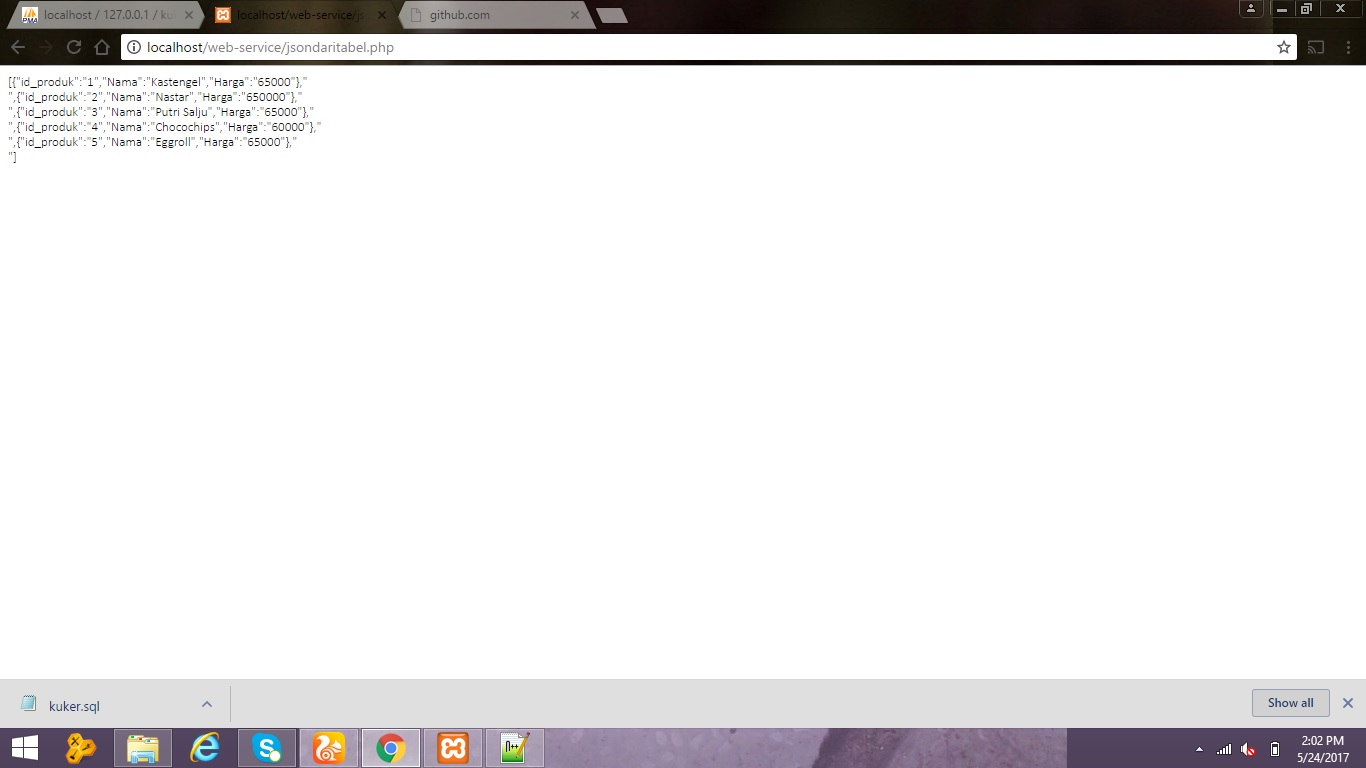 localhost / 127.0.0.1 / kuk
localhost/web-service/jso
github.com
localhost/web-service/jsondaritabel.php
[{"id_produk":"1","Nama":"Kastengel","Harga":"65000"},"
",{"id_produk":"2","Nama":"Nastar","Harga":"650000"},"
",{"id_produk":"3","Nama":"Putri Salju","Harga":"65000"},"
",{"id_produk":"4","Nama":"Chocochips","Harga":"60000"},"
",{"id_produk":"5","Nama":"Eggroll","Harga":"65000"},"
"]
kuker.sql
Show all
2:02 PM
5/24/2017